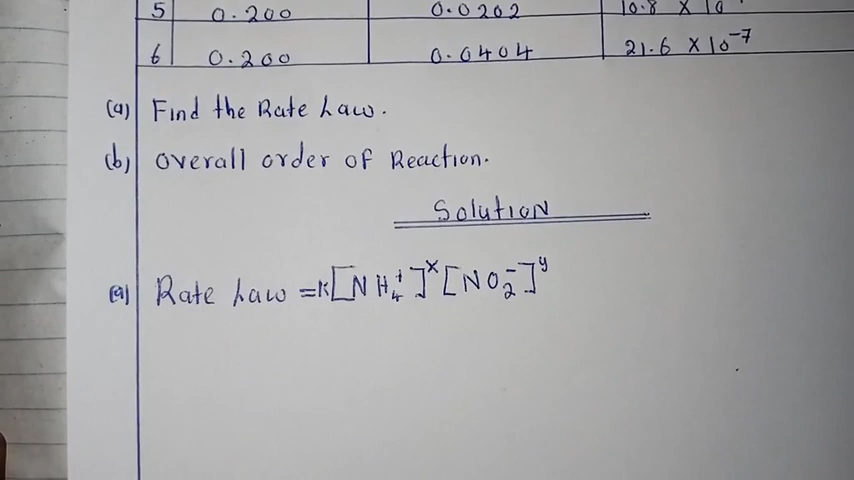 5 0.200 0.0202 10.8 × 10
6 0.200 0.0404 21.6 × 10⁻⁷
(a) Find the Rate Law.
(b) Overall order of Reaction.
Solution
(a) Rate Law = K[NH₄⁺]ˣ [NO₂⁻]ʸ